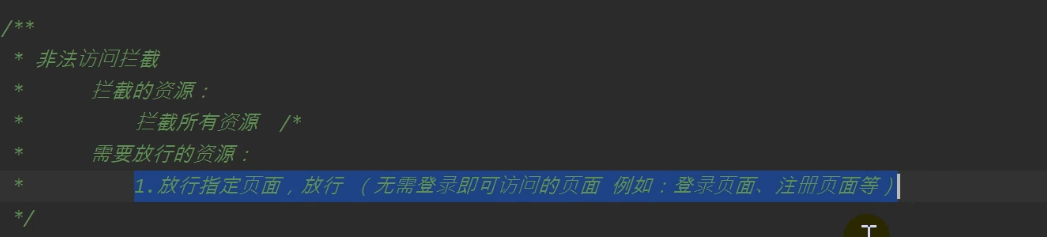 /**
* 非法访问拦截
* 拦截的资源：
* 拦截所有资源 /*
* 需要放行的资源：
* 1.放行指定页面，放行 （无需登录即可访问的页面 例如：登录页面、注册页面等）
*/